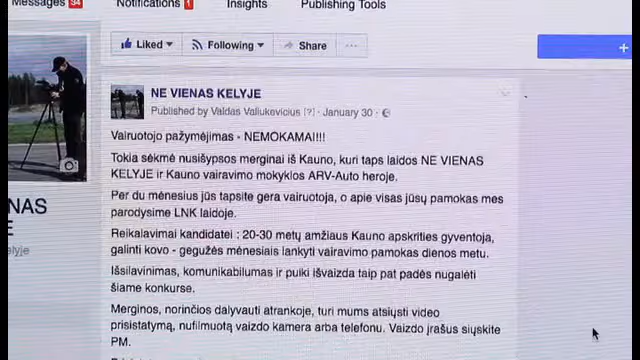 Messages 34 Notifications 1 Insights Publishing Tools
Liked Following Share ...
NE VIENAS KELYJE
Published by Valdas Valiukevicius [?] · January 30 ·
Vairuotojo pažymėjimas - NEMOKAMAI!!!
Tokia sėkmė nusišypsos merginai iš Kauno, kuri taps laidos NE VIENAS
KELYJE ir Kauno vairavimo mokyklos ARV-Auto heroje.
Per du mėnesius jūs tapsite gera vairuotoja, o apie visas jūsų pamokas mes
parodysime LNK laidoje.
Reikalavimai kandidatei : 20-30 metų amžiaus Kauno apskrities gyventoja,
galinti kovo - gegužės mėnesiais lankyti vairavimo pamokas dienos metu.
Išsilavinimas, komunikabilumas ir puiki išvaizda taip pat padės nugalėti
šiame konkurse.
Merginos, norinčios dalyvauti atrankoje, turi mums atsiųsti video
prisistatymą, nufilmuotą vaizdo kamera arba telefonu. Vaizdo įrašus siųskite
PM.
NAS
E
elyje
+